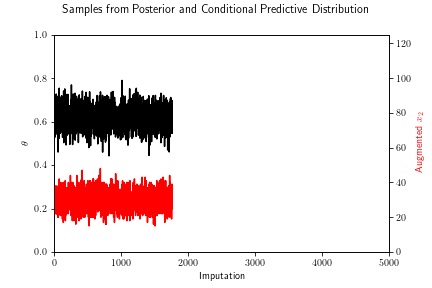 Samples from Posterior and Conditional Predictive Distribution
1.0
0.8
0.6
0.4
0.2
0.0
θ
120
100
80
60
40
20
0
Augmented x₂
0 1000 2000 3000 4000 5000
Imputation